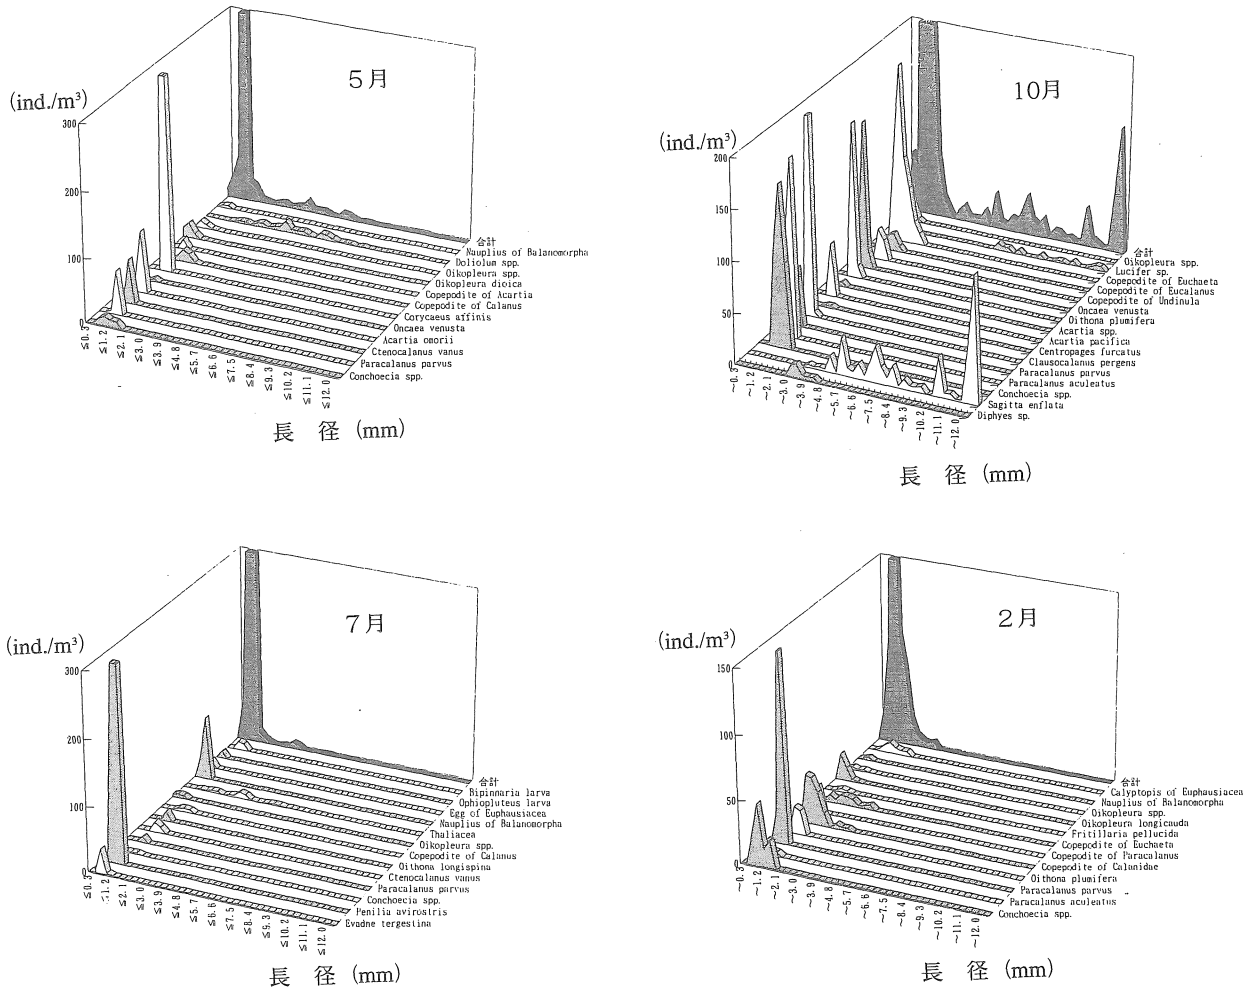 5月
(ind./m³)
300
200
100
0
合計
Nauplius of Balanomorpha
Doliolum spp.
Oikopleura spp.
Oikopleura dioica
Copepodite of Acartia
Copepodite of Calanus
Corycaeus affinis
Oncaea venusta
Acartia omorii
Ctenocalanus vanus
Paracalanus parvus
Conchoecia spp.
≤0.3
≤1.2
≤2.1
≤3.0
≤3.9
≤4.8
≤5.7
≤6.6
≤7.5
≤8.4
≤9.3
≤10.2
≤11.1
≤12.0
長 径 (mm)
10月
(ind./m³)
200
150
100
50
0
合計
Oikopleura spp.
Lucifer sp.
Copepodite of Euchaeta
Copepodite of Eucalanus
Copepodite of Undinula
Oncaea venusta
Oithona plumifera
Acartia spp.
Acartia pacifica
Centropages furcatus
Clausocalanus pergens
Paracalanus parvus
Paracalanus aculeatus
Conchoecia spp.
Sagitta enflata
Diphyes sp.
~0.3
~1.2
~2.1
~3.0
~3.9
~4.8
~5.7
~6.6
~7.5
~8.4
~9.3
~10.2
~11.1
~12.0
長 径 (mm)
7月
(ind./m³)
300
200
100
0
合計
Bipinnaria larva
Ophiopluteus larva
Egg of Euphausiacea
Nauplius of Balanomorpha
Thaliacea
Oikopleura spp.
Copepodite of Calanus
Oithona longispina
Ctenocalanus vanus
Paracalanus parvus
Conchoecia spp.
Penilia avirostris
Evadne tergestina
≤0.3
≤1.2
≤2.1
≤3.0
≤3.9
≤4.8
≤5.7
≤6.6
≤7.5
≤8.4
≤9.3
≤10.2
≤11.1
≤12.0
長 径 (mm)
2月
(ind./m³)
150
100
50
0
合計
Calyptopis of Euphausiacea
Nauplius of Balanomorpha
Oikopleura spp.
Oikopleura longicauda
Fritillaria pellucida
Copepodite of Euchaeta
Copepodite of Paracalanus
Copepodite of Calanidae
Oithona plumifera
Paracalanus parvus
Paracalanus aculeatus
Conchoecia spp.
~0.3
~1.2
~2.1
~3.0
~3.9
~4.8
~5.7
~6.6
~7.5
~8.4
~9.3
~10.2
~11.1
~12.0
長 径 (mm)